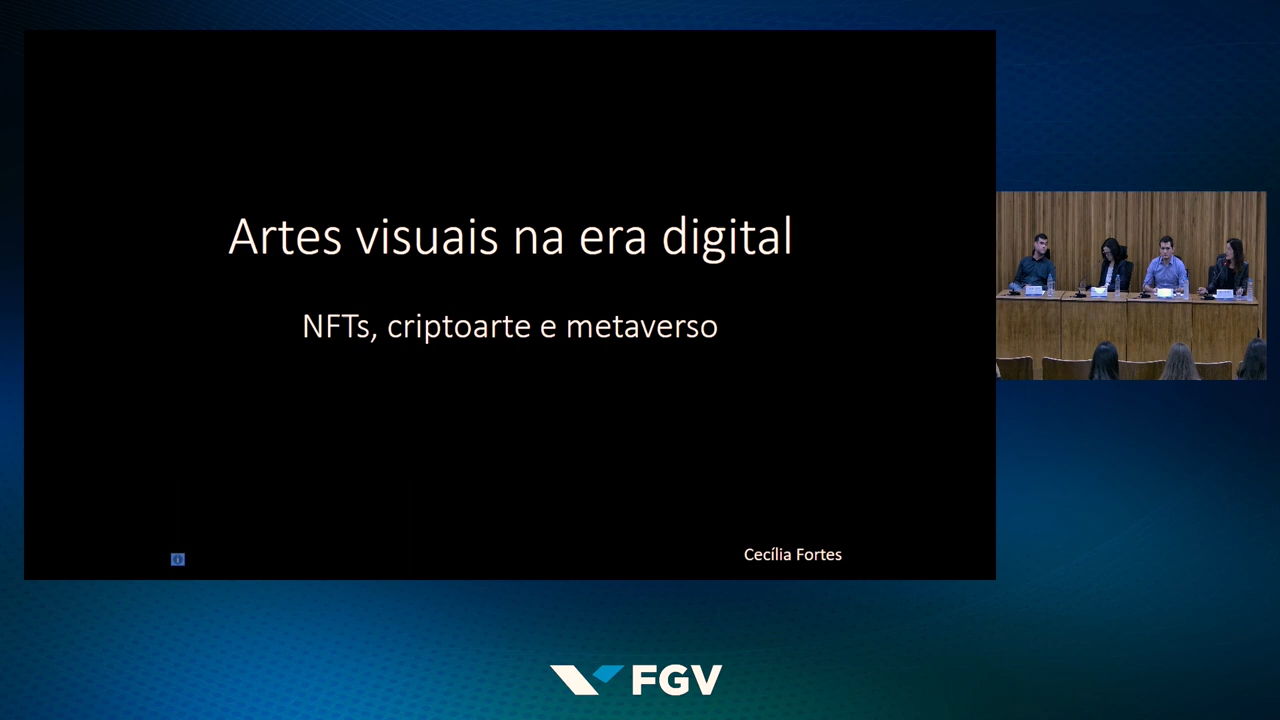 Artes visuais na era digital
NFTs, criptoarte e metaverso
Cecília Fortes
FGV